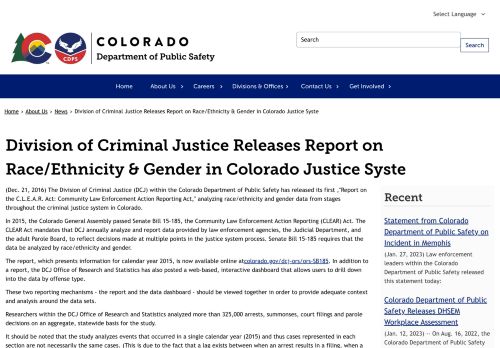 Select Language
COLORADO
Department of Public Safety
CDPS
Search
Search
Home About Us Careers Divisions & Offices Contact Us Get Involved
Home › About Us › News › Division of Criminal Justice Releases Report on Race/Ethnicity & Gender in Colorado Justice Syste
Division of Criminal Justice Releases Report on
Race/Ethnicity & Gender in Colorado Justice Syste
(Dec. 21, 2016) The Division of Criminal Justice (DCJ) within the Colorado Department of Public Safety has released its first ,"Report on
the C.L.E.A.R. Act: Community Law Enforcement Action Reporting Act," analyzing race/ethnicity and gender data from stages
throughout the criminal justice system in Colorado.
In 2015, the Colorado General Assembly passed Senate Bill 15-185, the Community Law Enforcement Action Reporting (CLEAR) Act. The
CLEAR Act mandates that DCJ annually analyze and report data provided by law enforcement agencies, the Judicial Department, and
the adult Parole Board, to reflect decisions made at multiple points in the justice system process. Senate Bill 15-185 requires that the
data be analyzed by race/ethnicity and gender.
The report, which presents information for calendar year 2015, is now available online atcolorado.gov/dcj-ors/ors-SB185. In addition to
a report, the DCJ Office of Research and Statistics has also posted a web-based, interactive dashboard that allows users to drill down
into the data by offense type.
These two reporting mechanisms - the report and the data dashboard - should be viewed together in order to provide adequate context
and analysis around the data sets.
Researchers within the DCJ Office of Research and Statistics analyzed more than 325,000 arrests, summonses, court filings and parole
decisions on an aggregate, statewide basis for the study.
It should be noted that the study analyzes events that occurred in a single calendar year (2015) and thus cases represented in each
section are not necessarily the same cases. (This is due to the fact that a lag exists between when an arrest results in a filing, when a
Recent
Statement from Colorado
Department of Public Safety on
Incident in Memphis
(Jan. 27, 2023) Law enforcement
leaders within the Colorado
Department of Public Safety released
this statement today:
Colorado Department of Public
Safety Releases DHSEM
Workplace Assessment
(Jan. 12, 2023) -- On Aug. 16, 2022, the
Colorado Department of Public Safety